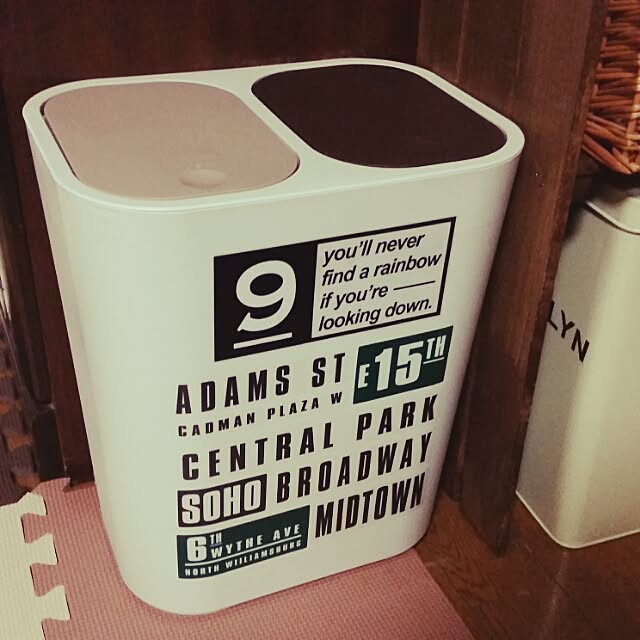 9
you'll never
find a rainbow
if you're
looking down.
ADAMS ST
E 15TH
CADMAN PLAZA W
CENTRAL PARK
SOHO BROADWAY
6TH
WYTHE AVE
NORTH WILLIAMSBURG
MIDTOWN
LYN